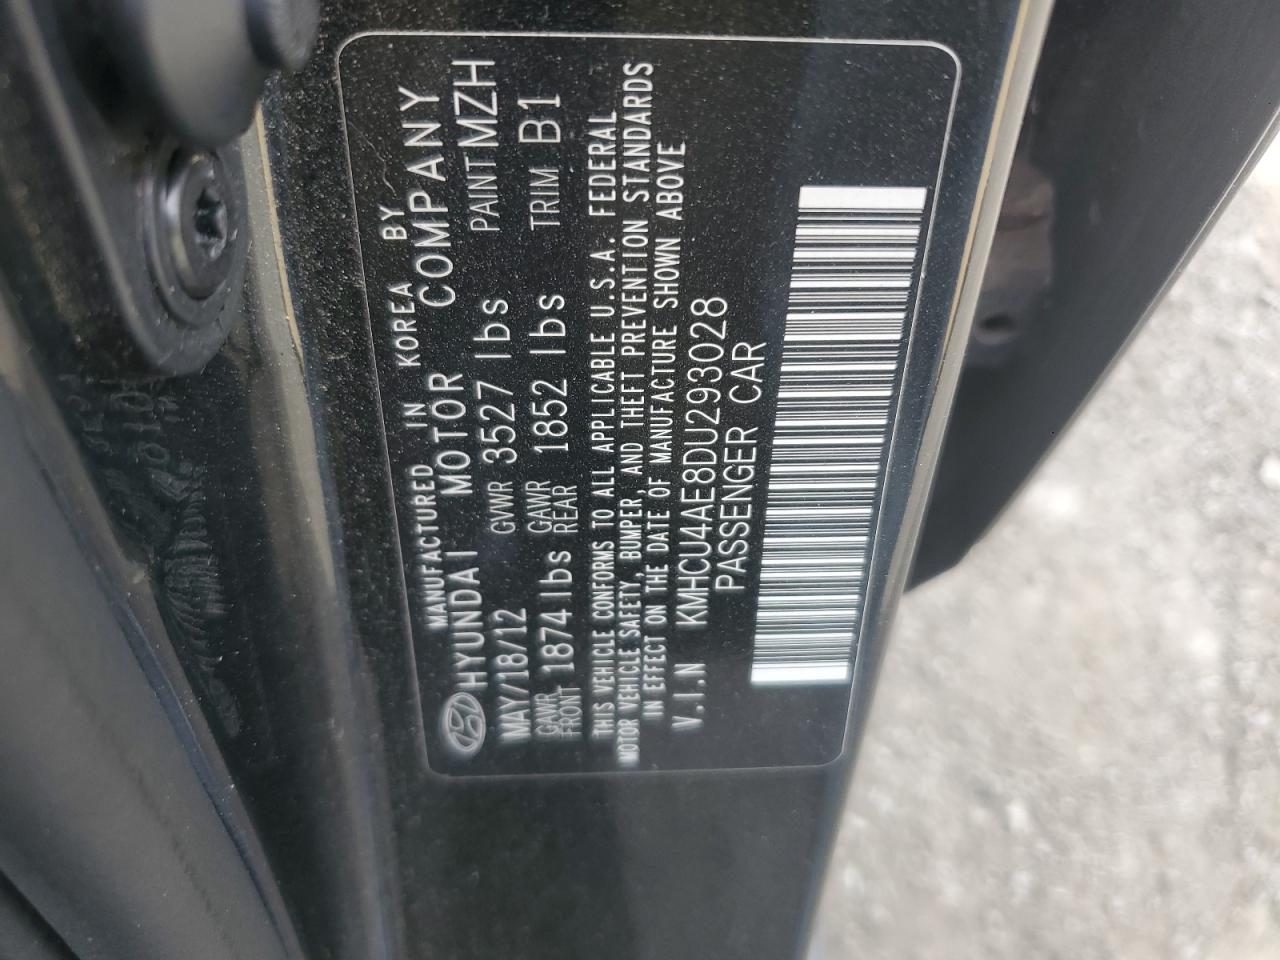 MANUFACTURED IN KOREA BY
HYUNDAI MOTOR COMPANY
MAY/18/12 GVWR 3527 lbs PAINT MZH
GAWR FRONT 1874 lbs GAWR REAR 1852 lbs TRIM B1
THIS VEHICLE CONFORMS TO ALL APPLICABLE U.S.A. FEDERAL
MOTOR VEHICLE SAFETY, BUMPER, AND THEFT PREVENTION STANDARDS
IN EFFECT ON THE DATE OF MANUFACTURE SHOWN ABOVE
V.I.N KMHCU4AE8DU293028
PASSENGER CAR